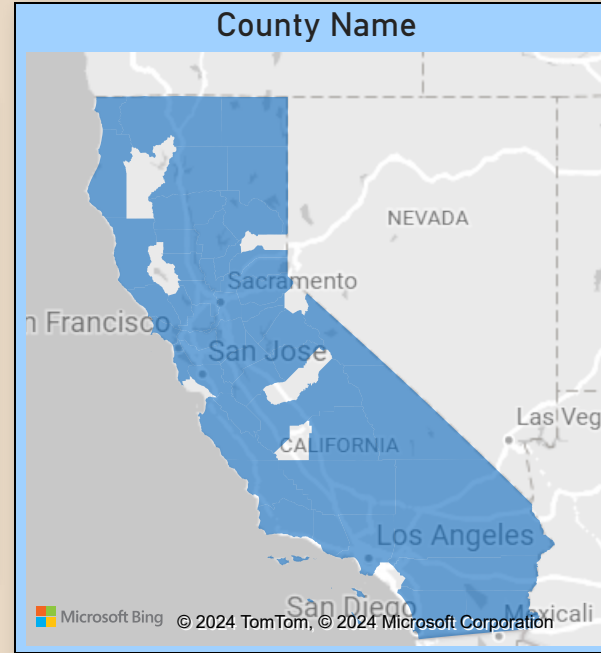 County Name
NEVADA
Sacramento
n Francisco
San Jose
Las Veg
CALIFORNIA
Los Angeles
San Diego
Mexicali
Microsoft Bing
© 2024 TomTom, © 2024 Microsoft Corporation